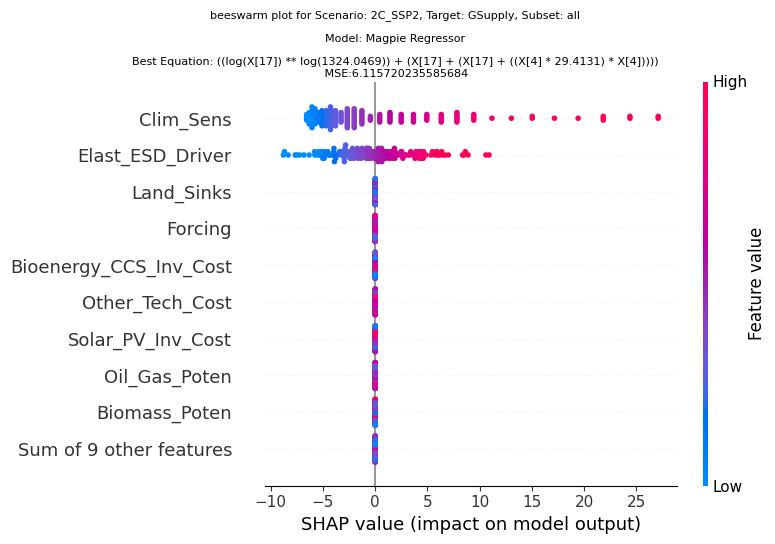 beeswarm plot for Scenario: 2C_SSP2, Target: GSupply, Subset: all
Model: Magpie Regressor
Best Equation: ((log(X[17]) ** log(1324.0469)) + (X[17] + (X[17] + ((X[4] * 29.4131) * X[4]))))
MSE:6.115720235585684
High
Clim_Sens
Elast_ESD_Driver
Land_Sinks
Forcing
Bioenergy_CCS_Inv_Cost
Other_Tech_Cost
Solar_PV_Inv_Cost
Oil_Gas_Poten
Biomass_Poten
Sum of 9 other features
Feature value
Low
−10 −5 0 5 10 15 20 25
SHAP value (impact on model output)